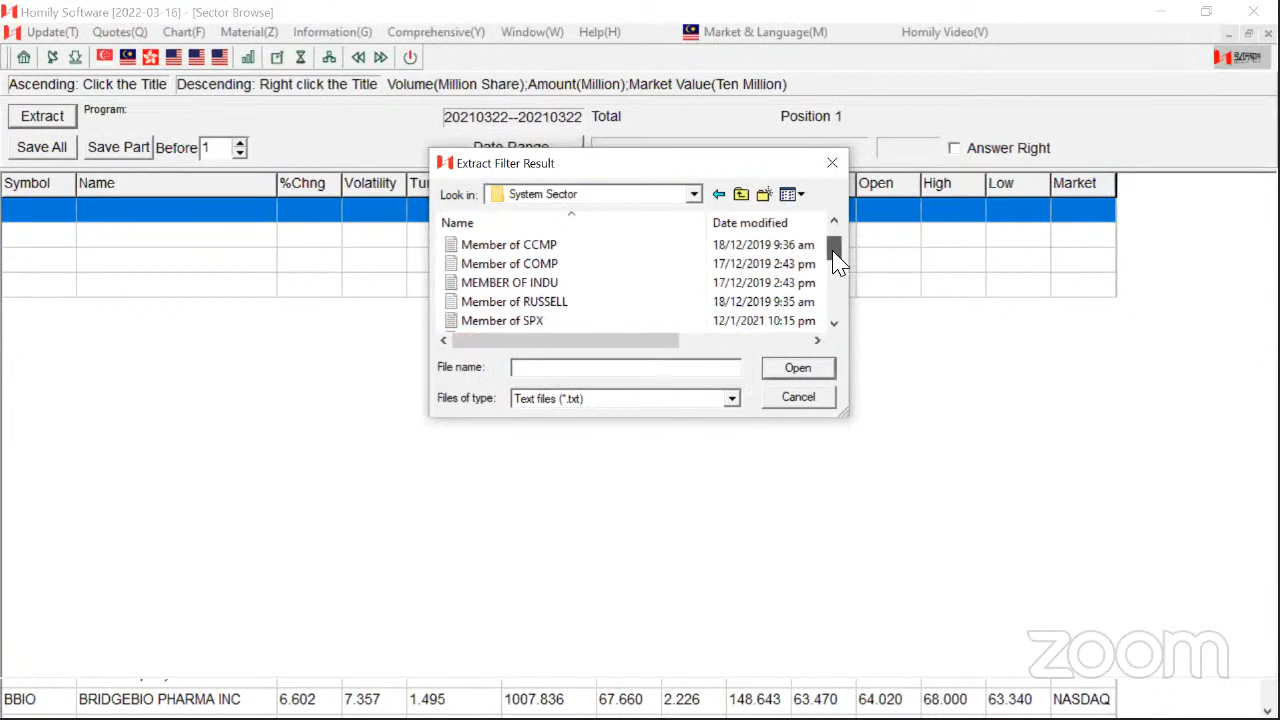 Homily Software [2022-03-16] - [Sector Browse]
Update(T) Quotes(Q) Chart(F) Material(Z) Information(G) Comprehensive(Y) Window(W) Help(H) Market & Language(M) Homily Video(V)
Ascending: Click the Title Descending: Right click the Title Volume(Million Share);Amount(Million);Market Value(Ten Million)
Extract Program: 20210322--20210322 Total Position 1
Save All Save Part Before 1 Date Range Answer Right
Extract Filter Result
Symbol Name %Chng Volatility Tu Open High Low Market
Look in: System Sector
Name Date modified
Member of CCMP 18/12/2019 9:36 am
Member of COMP 17/12/2019 2:43 pm
MEMBER OF INDU 17/12/2019 2:43 pm
Member of RUSSELL 18/12/2019 9:35 am
Member of SPX 12/1/2021 10:15 pm
File name: Open
Files of type: Text files (*.txt) Cancel
zoom
BBIO BRIDGEBIO PHARMA INC 6.602 7.357 1.495 1007.836 67.660 2.226 148.643 63.470 64.020 68.000 63.340 NASDAQ